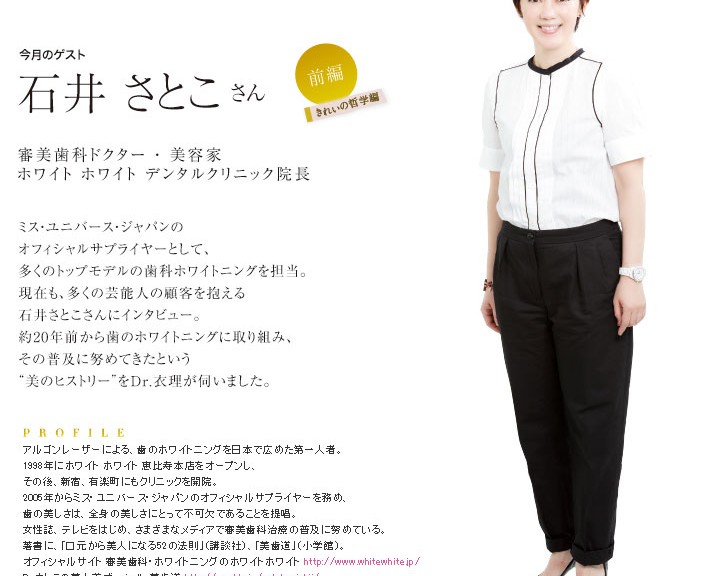 今月のゲスト
石井 さとこ さん
前編
きれいの哲学編
審美歯科ドクター ・ 美容家
ホワイト ホワイト デンタルクリニック院長
ミス・ユニバース・ジャパンの
オフィシャルサプライヤーとして、
多くのトップモデルの歯科ホワイトニングを担当。
現在も、多くの芸能人の顧客を抱える
石井さとこさんにインタビュー。
約20年前から歯のホワイトニングに取り組み、
その普及に努めてきたという
“美のヒストリー”をDr.衣理が伺いました。
PROFILE
アルゴンレーザーによる、歯のホワイトニングを日本で広めた第一人者。
1998年にホワイト ホワイト 恵比寿本店をオープンし、
その後、新宿、有楽町にもクリニックを開院。
2005年からミス・ユニバース・ジャパンのオフィシャルサプライヤーを務め、
歯の美しさは、全身の美しさにとって不可欠であることを提唱。
女性誌、テレビをはじめ、さまざまなメディアで審美歯科治療の普及に努めている。
著書に、「口元から美人になる52の法則」（講談社）、「美歯道」（小学館）。
オフィシャルサイト 審美歯科・ホワイトニングのホワイトホワイト http://www.whitewhite.jp/